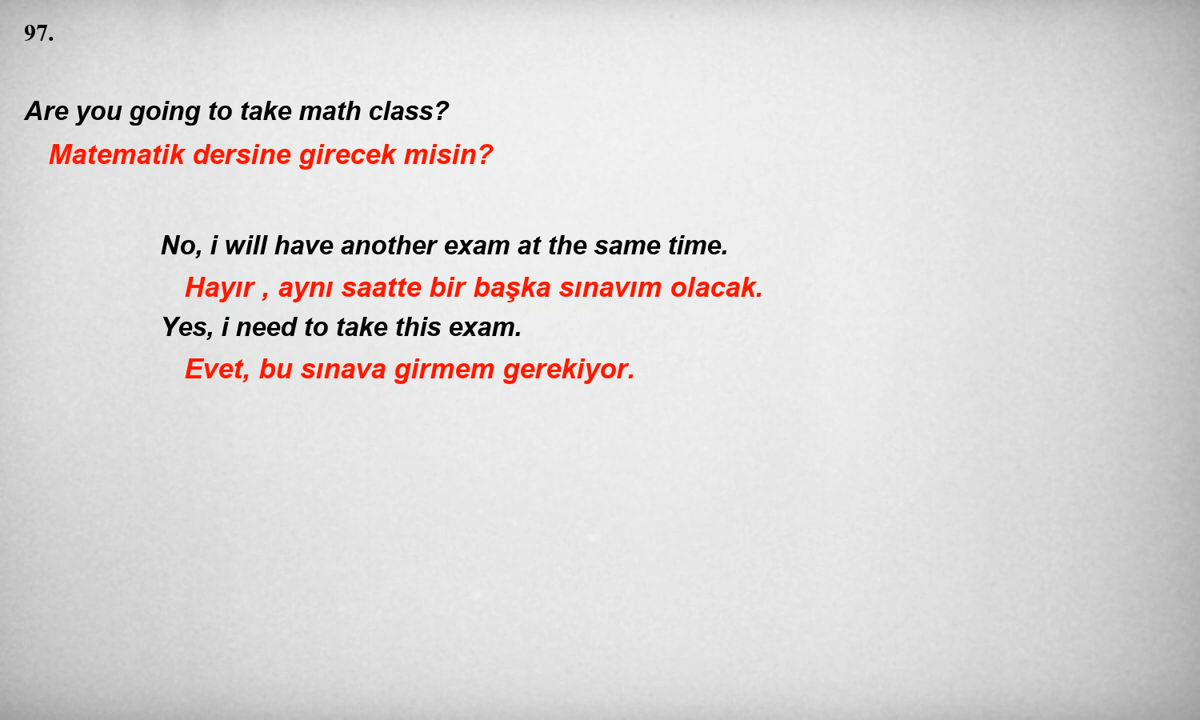 97.
Are you going to take math class?
Matematik dersine girecek misin?
No, i will have another exam at the same time.
Hayır , aynı saatte bir başka sınavım olacak.
Yes, i need to take this exam.
Evet, bu sınava girmem gerekiyor.